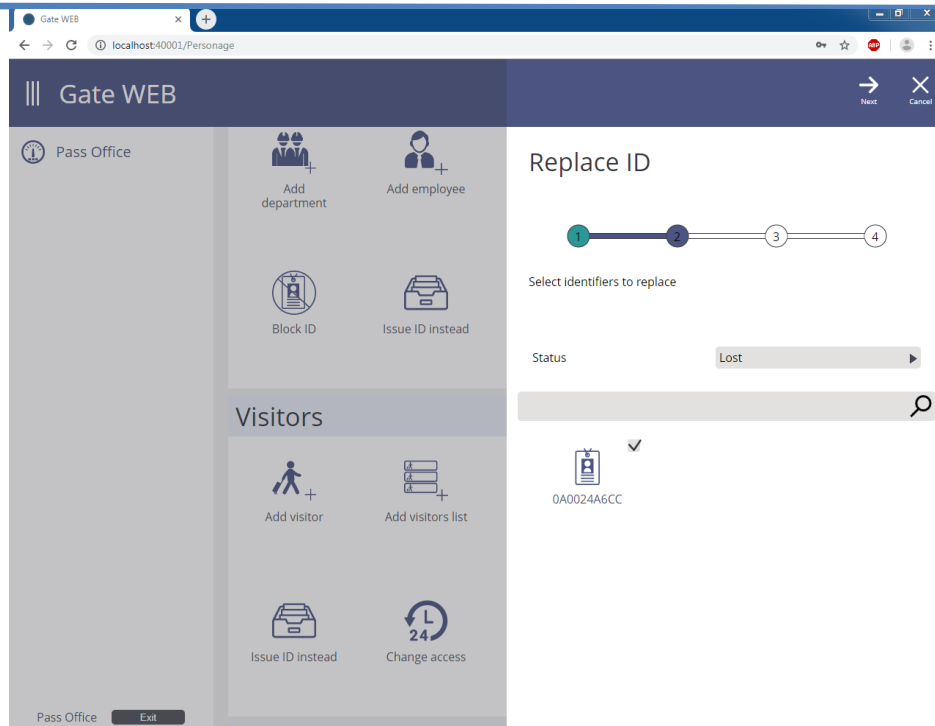 Gate WEB
localhost:40001/Personage
ABP
Gate WEB
Next
Cancel
Pass Office
Add
department
Add employee
Block ID
Issue ID instead
Visitors
Add visitor
Add visitors list
24
Issue ID instead
Change access
Pass Office
Exit
Replace ID
1
2
3
4
Select identifiers to replace
Status
Lost
0A0024A6CC